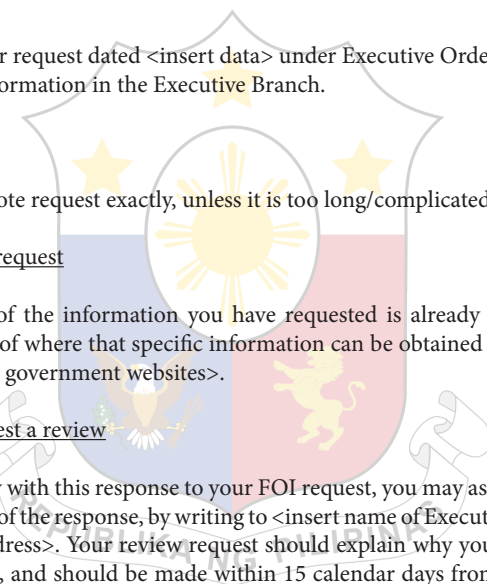 r request dated <insert data> under Executive Orde
ormation in the Executive Branch.
ote request exactly, unless it is too long/complicated
request
of the information you have requested is already
of where that specific information can be obtained
government websites>.
est a review
with this response to your FOI request, you may as
of the response, by writing to <insert name of Execut
dress>. Your review request should explain why you
, and should be made within 15 calendar days from
REPUBLIKA NG PILIPINAS